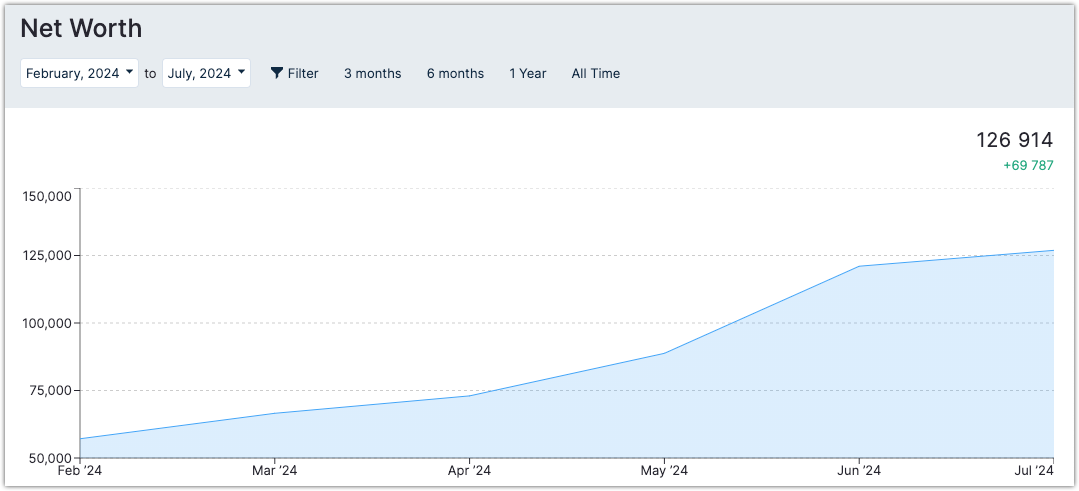 Net Worth
February, 2024 to July, 2024 Filter 3 months 6 months 1 Year All Time
126 914
+69 787
150,000
125,000
100,000
75,000
50,000
Feb ’24 Mar ’24 Apr ’24 May ’24 Jun ’24 Jul ’24